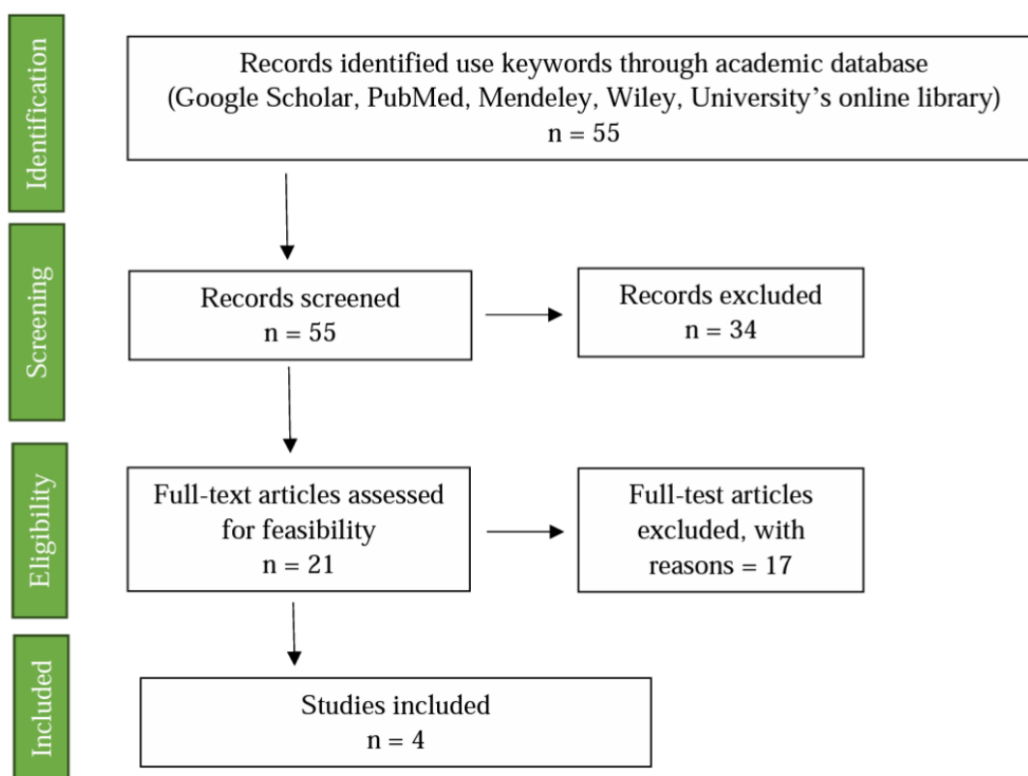 Identification
Records identified use keywords through academic database
(Google Scholar, PubMed, Mendeley, Wiley, University's online library)
n = 55
Screening
Records screened
n = 55
Records excluded
n = 34
Eligibility
Full-text articles assessed
for feasibility
n = 21
Full-test articles
excluded, with
reasons = 17
Included
Studies included
n = 4